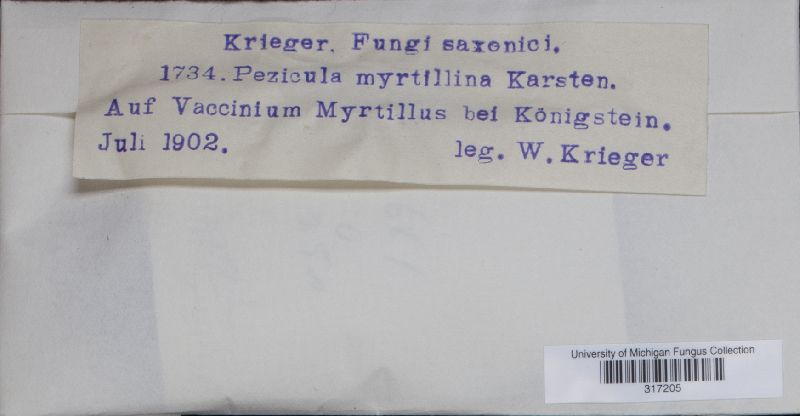 Krieger. Fungi saxonici.
1734. Pezicula myrtillina Karsten.
Auf Vaccinium Myrtillus bei Königstein.
Juli 1902. leg. W. Krieger
University of Michigan Fungus Collection
317205